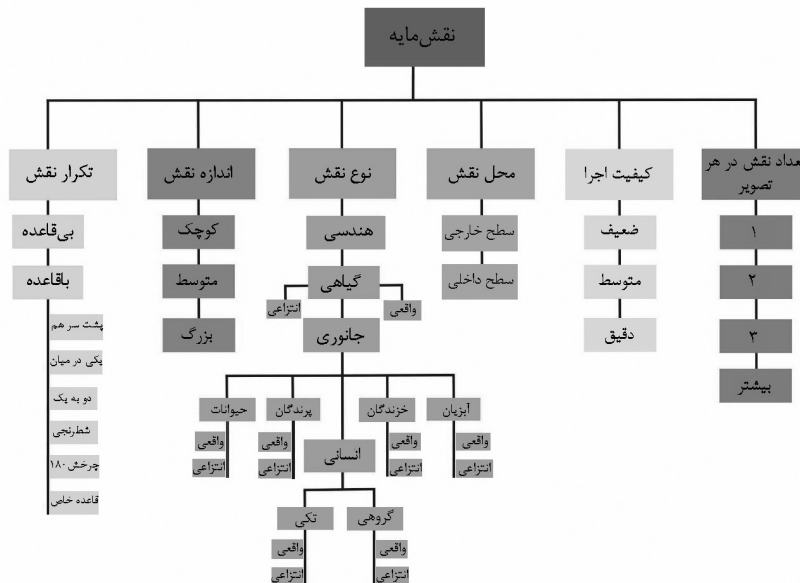 نقش‌مایه
تعداد نقش در هر
تصویر
کیفیت اجرا
محل نقش
نوع نقش
اندازه نقش
تکرار نقش
۱
۲
۳
بیشتر
ضعیف
متوسط
دقیق
سطح خارجی
سطح داخلی
هندسی
گیاهی
واقعی
انتزاعی
جانوری
آبزیان
واقعی
انتزاعی
خزندگان
واقعی
انتزاعی
پرندگان
واقعی
انتزاعی
حیوانات
واقعی
انتزاعی
انسانی
گروهی
واقعی
انتزاعی
تکی
واقعی
انتزاعی
کوچک
متوسط
بزرگ
بی‌قاعده
باقاعده
پشت سر هم
یکی در میان
دو به یک
شطرنجی
چرخش ۱۸۰
قاعده خاص